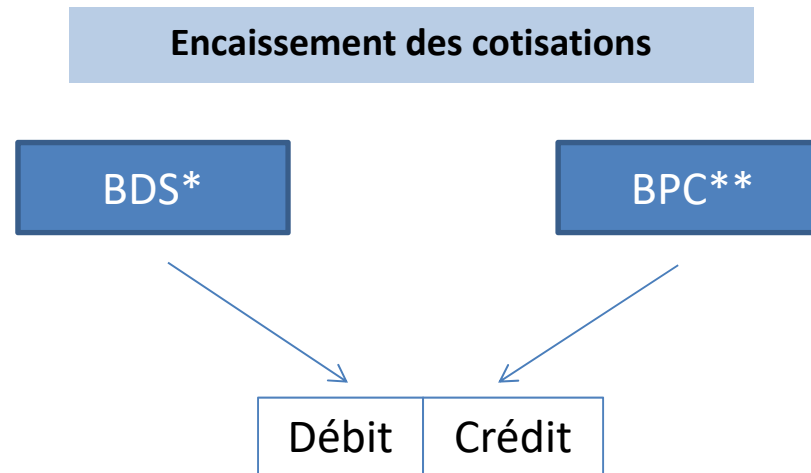 Encaissement des cotisations
BDS*
BPC**
Débit
Crédit